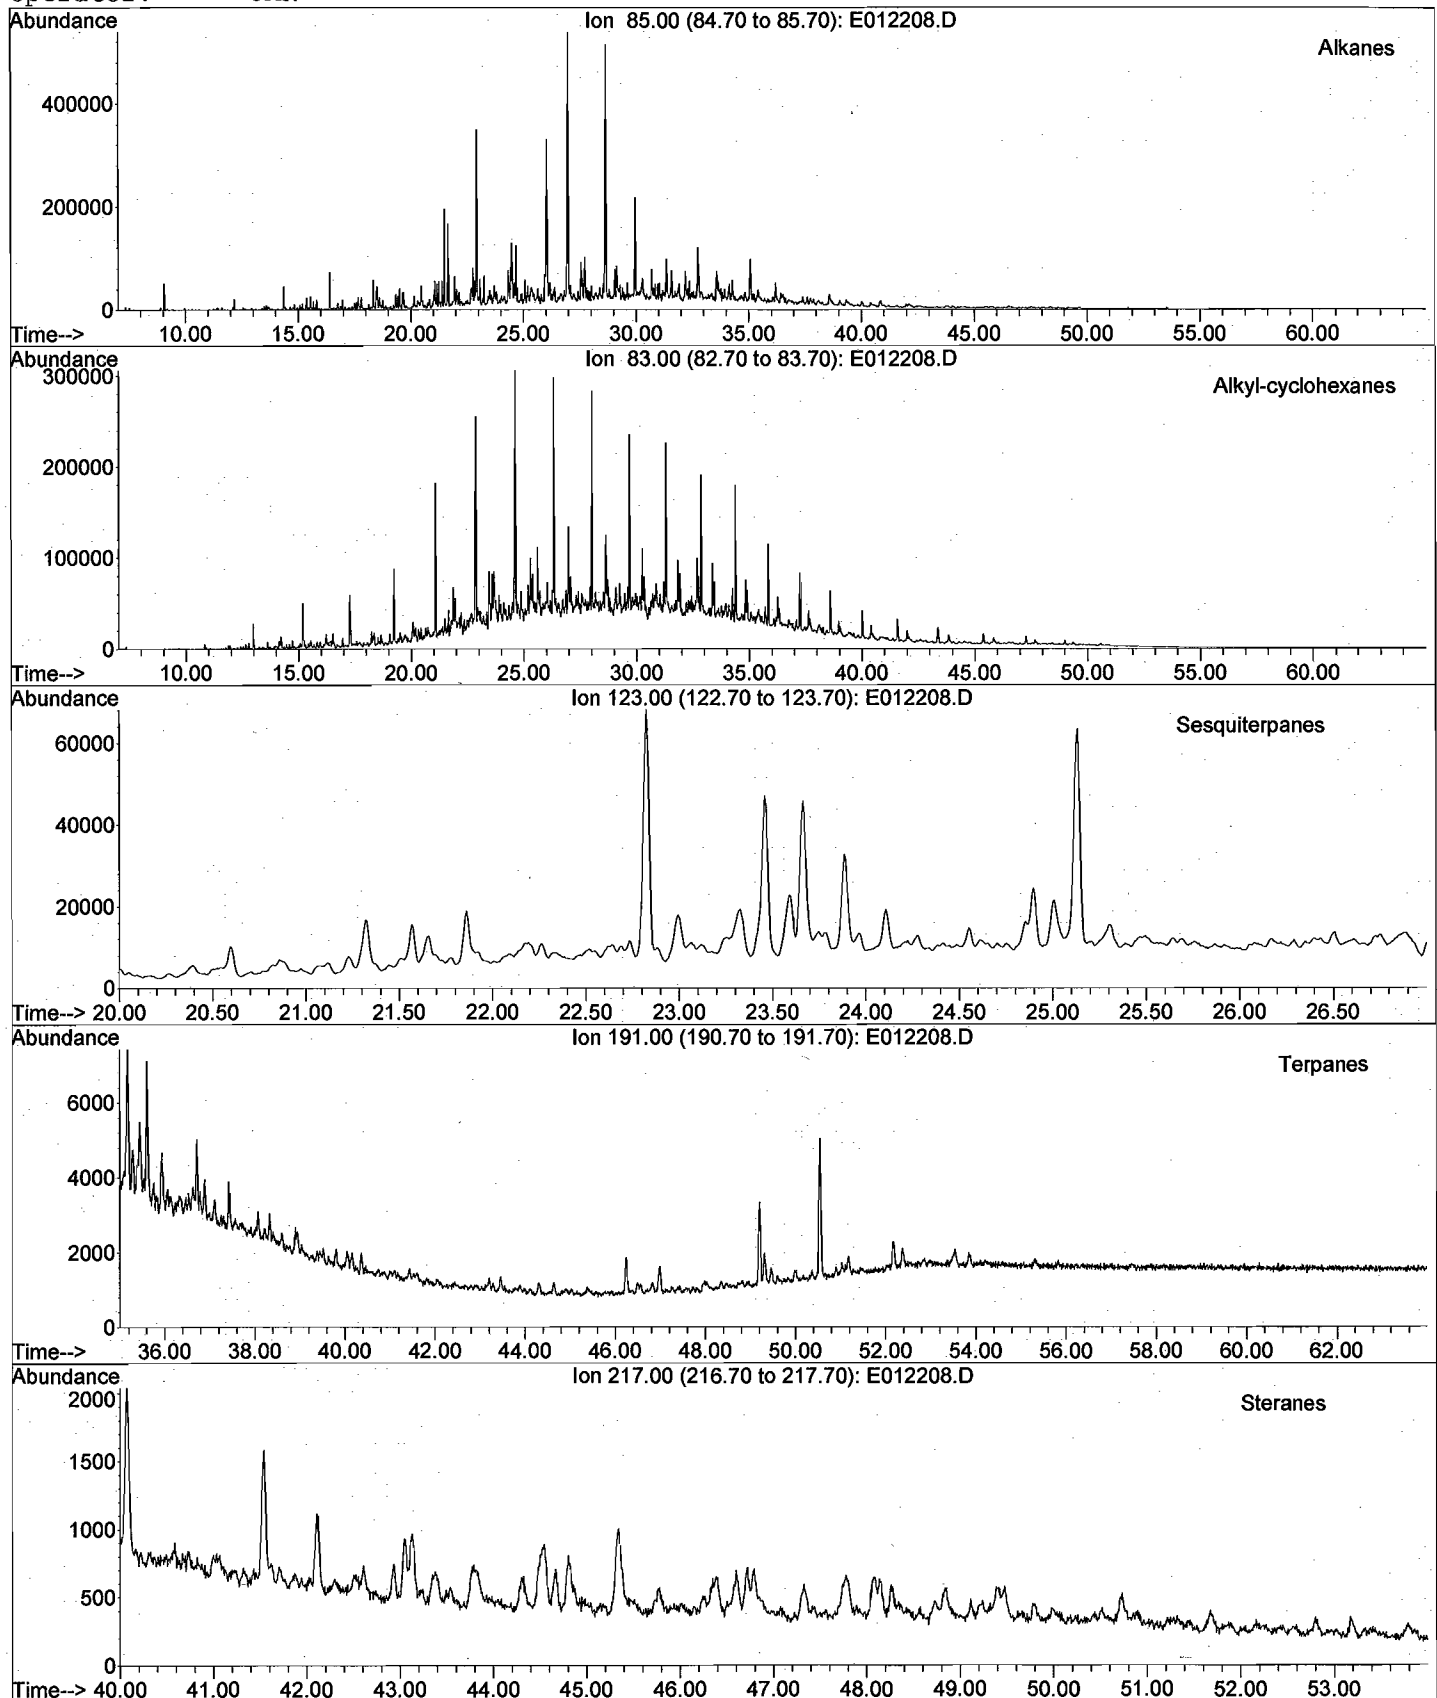 Abundance Ion 85.00 (84.70 to 85.70): E012208.D
Alkanes
400000
200000
0
Time--> 10.00 15.00 20.00 25.00 30.00 35.00 40.00 45.00 50.00 55.00 60.00
Abundance Ion 83.00 (82.70 to 83.70): E012208.D
300000
Alkyl-cyclohexanes
200000
100000
0
Time--> 10.00 15.00 20.00 25.00 30.00 35.00 40.00 45.00 50.00 55.00 60.00
Abundance Ion 123.00 (122.70 to 123.70): E012208.D
Sesquiterpanes
60000
40000
20000
0
Time--> 20.00 20.50 21.00 21.50 22.00 22.50 23.00 23.50 24.00 24.50 25.00 25.50 26.00 26.50
Abundance Ion 191.00 (190.70 to 191.70): E012208.D
Terpanes
6000
4000
2000
0
Time--> 36.00 38.00 40.00 42.00 44.00 46.00 48.00 50.00 52.00 54.00 56.00 58.00 60.00 62.00
Abundance Ion 217.00 (216.70 to 217.70): E012208.D
2000
Steranes
1500
1000
500
0
Time--> 40.00 41.00 42.00 43.00 44.00 45.00 46.00 47.00 48.00 49.00 50.00 51.00 52.00 53.00